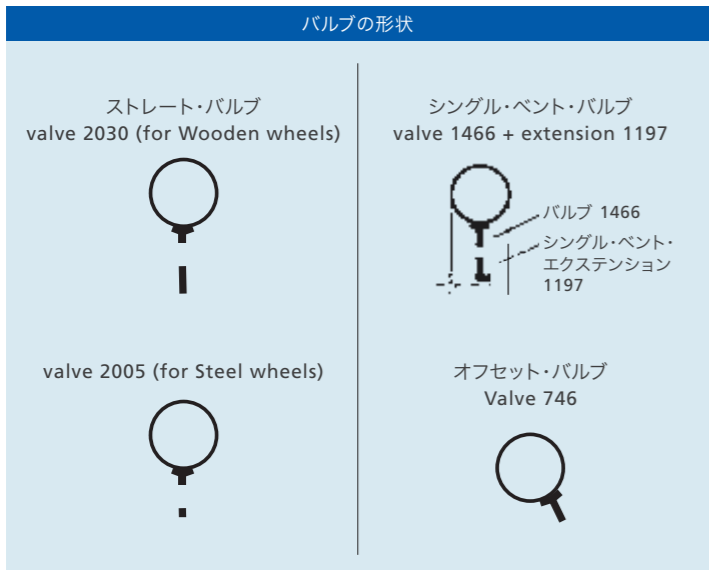 バルブの形状
ストレート・バルブ
valve 2030 (for Wooden wheels)
シングル・ベント・バルブ
valve 1466 + extension 1197
バルブ 1466
シングル・ベント・
エクステンション
1197
valve 2005 (for Steel wheels)
オフセット・バルブ
Valve 746